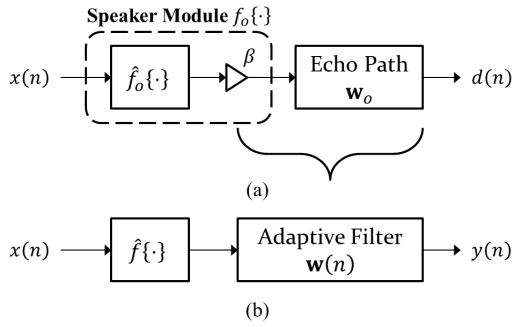 Speaker Module f_o{·}
x(n) f̂_o{·} β Echo Path d(n)
w_o
(a)
x(n) f̂{·} Adaptive Filter y(n)
w(n)
(b)